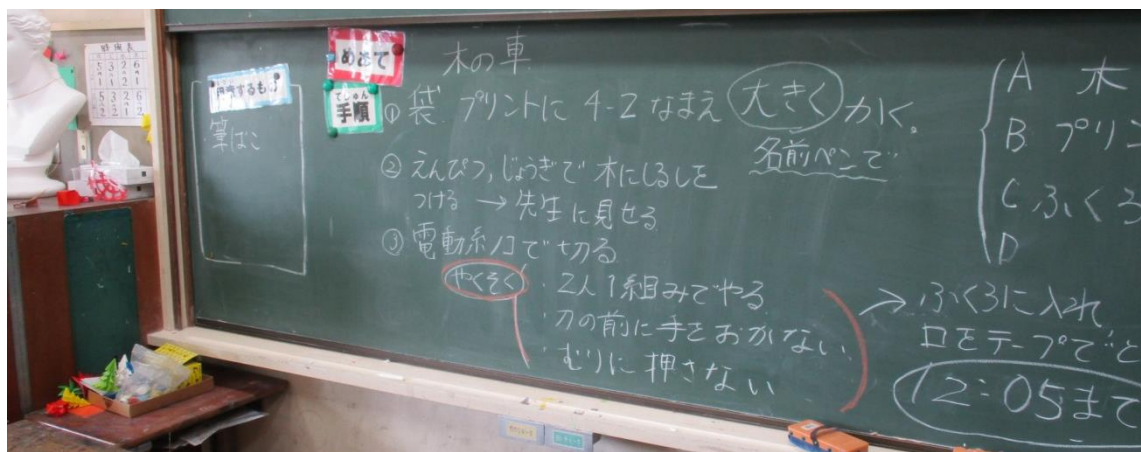 用意するもの
筆ばこ
めあて
木の車
てじゅん
手順
① 袋、プリントに 4-2 なまえ 大きく かく。
名前ペンで
② えんぴつ,じょうぎで 木にしるしを
つける → 先生に見せる
③ 電動糸ノコで切る
やくそく
・2人1組みでやる
・刀の前に手をおかない
・むりに押さない
A 木
B プリン
C ふくろ
D
→ ふくろに入れ
口をテープでと
12:05まで